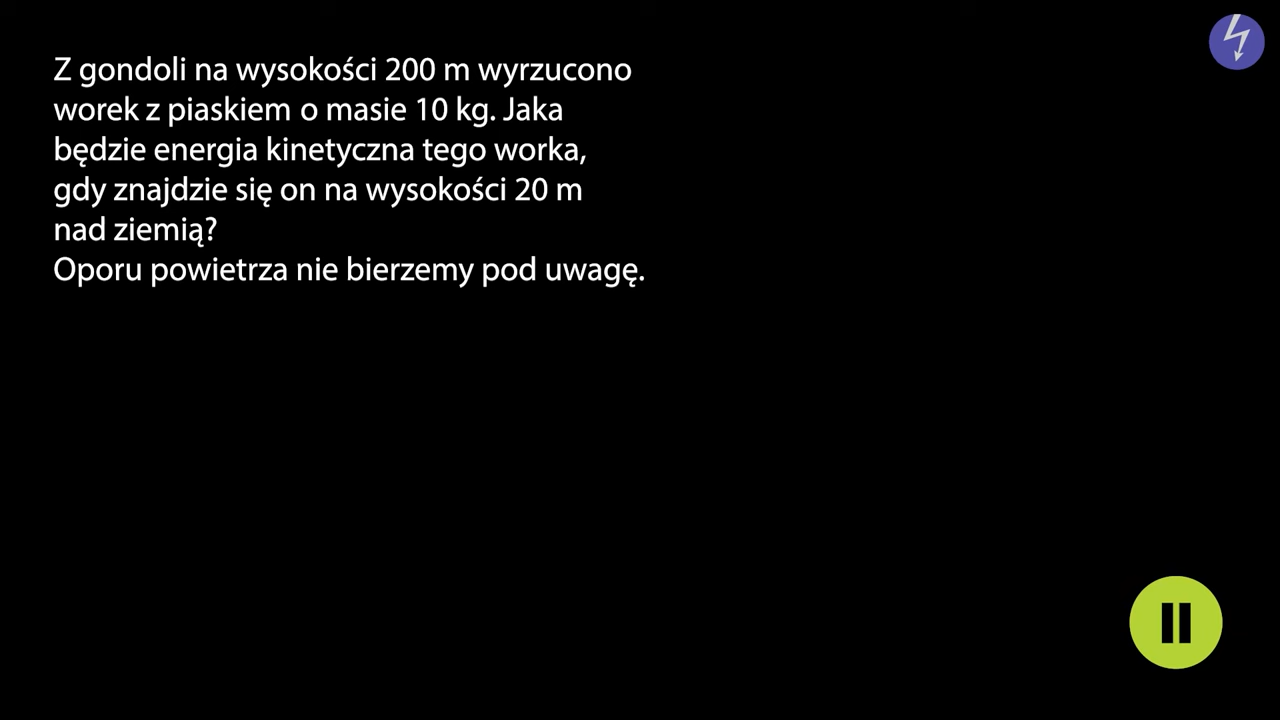 Z gondoli na wysokości 200 m wyrzucono
worek z piaskiem o masie 10 kg. Jaka
będzie energia kinetyczna tego worka,
gdy znajdzie się on na wysokości 20 m
nad ziemią?
Oporu powietrza nie bierzemy pod uwagę.